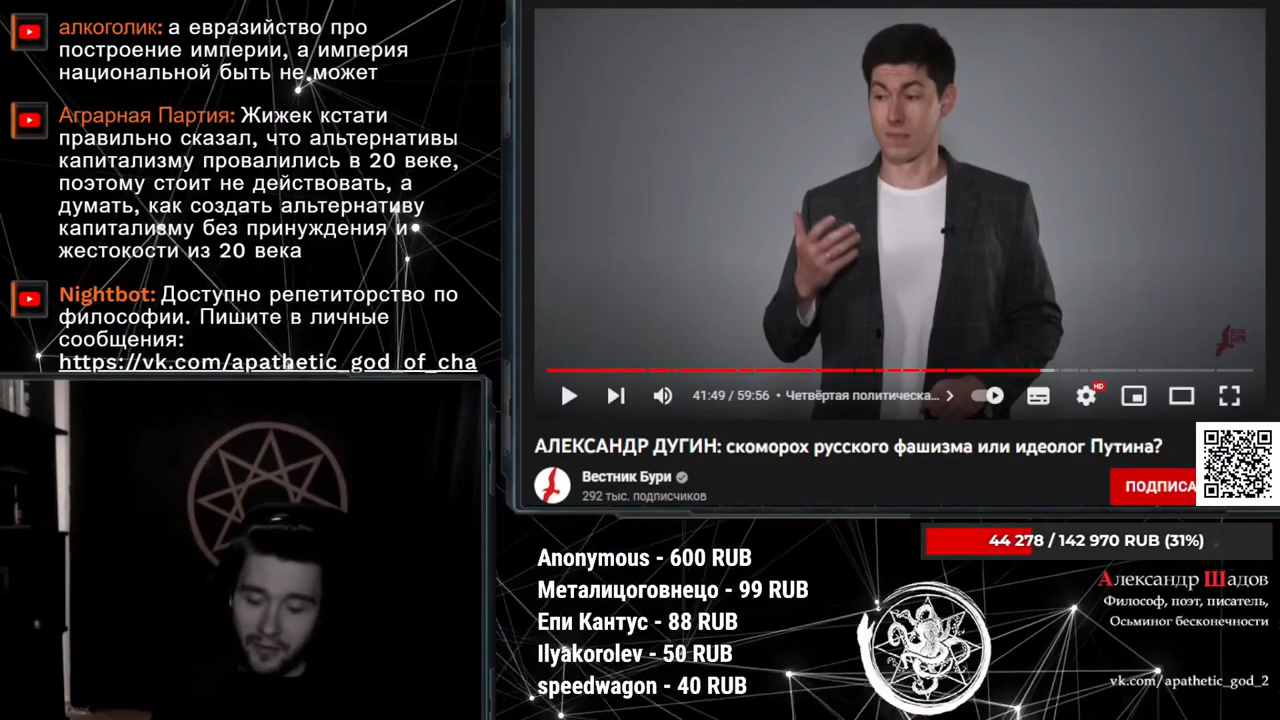 алкоголик: а евразийство про
построение империи, а империя
национальной быть не может
Аграрная Партия: Жижек кстати
правильно сказал, что альтернативы
капитализму провалились в 20 веке,
поэтому стоит не действовать, а
думать, как создать альтернативу
капитализму без принуждения и
жестокости из 20 века
Nightbot: Доступно репетиторство по
философии. Пишите в личные
сообщения:
https://vk.com/apathetic_god_of_cha
41:49 / 59:56 • Четвёртая политическа...
HD
АЛЕКСАНДР ДУГИН: скоморох русского фашизма или идеолог Путина?
Вестник Бури
292 тыс. подписчиков
ПОДПИСА
44 278 / 142 970 RUB (31%)
Anonymous - 600 RUB
Металицоговнецо - 99 RUB
Епи Кантус - 88 RUB
Ilyakorolev - 50 RUB
speedwagon - 40 RUB
Александр Шадов
Философ, поэт, писатель,
Осьминог бесконечности
vk.com/apathetic_god_2